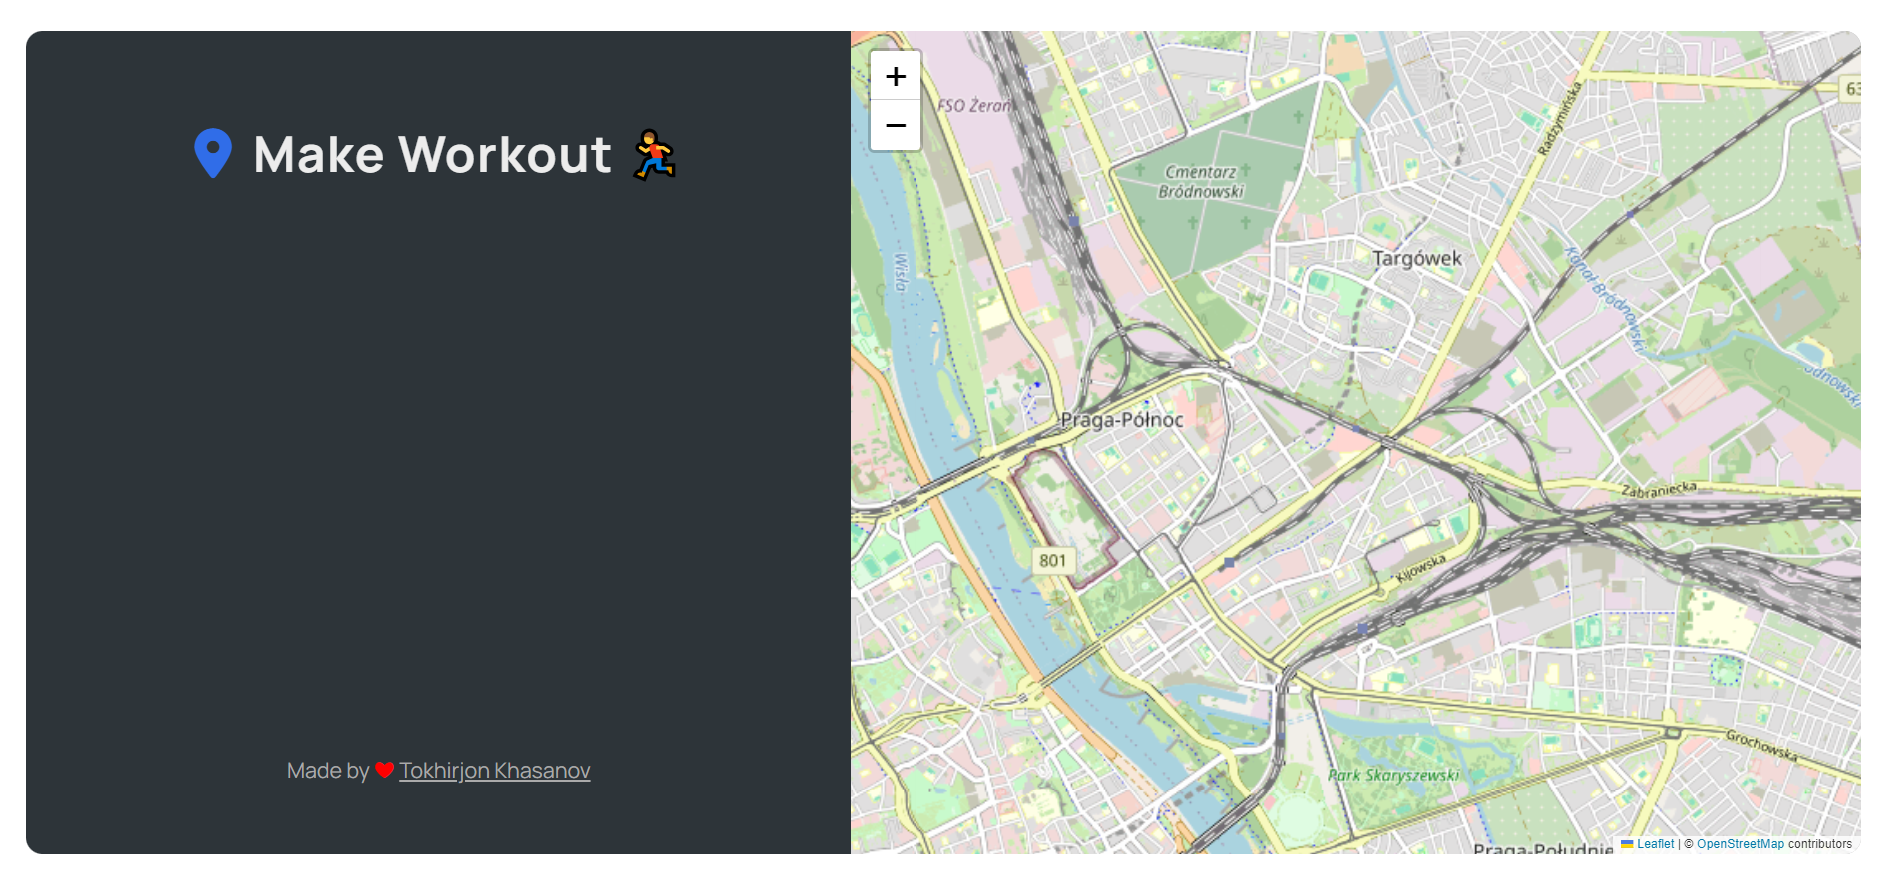 Make Workout
Made by Tokhirjon Khasanov
+
−
FSO Żerań
63
Radzymińska
Cmentarz
Bródnowski
Targówek
Wisła
Kanał Bródnowski
Praga-Północ
Zabraniecka
801
Kijowska
Grochowska
Park Skaryszewski
Praga-Południe
Leaflet | © OpenStreetMap contributors